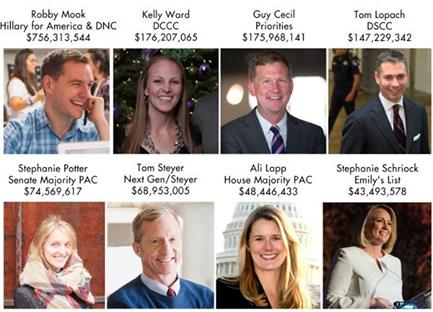 Robby Mook
Hillary for America & DNC
$756,313,544
Kelly Ward
DCCC
$176,207,065
Guy Cecil
Priorities
$175,968,141
Tom Lopach
DSCC
$147,229,342
Stephanie Potter
Senate Majority PAC
$74,569,617
Tom Steyer
Next Gen/Steyer
$68,953,005
Ali Lapp
House Majority PAC
$48,446,433
Stephanie Schriock
Emily's List
$43,493,578